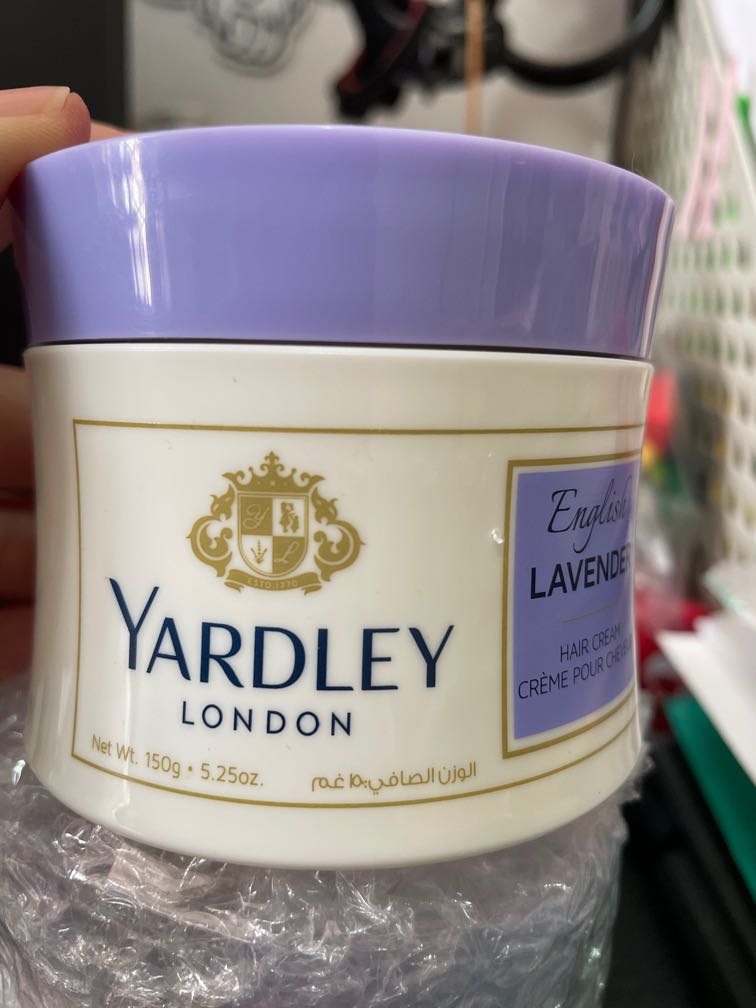 Y
L
ESTD.1770
YARDLEY
LONDON
Net Wt. 150g • 5.25oz.
الوزن الصافي: ١٥٠ غم
English
LAVENDER
HAIR CREAM
CRÈME POUR CHEVEUX